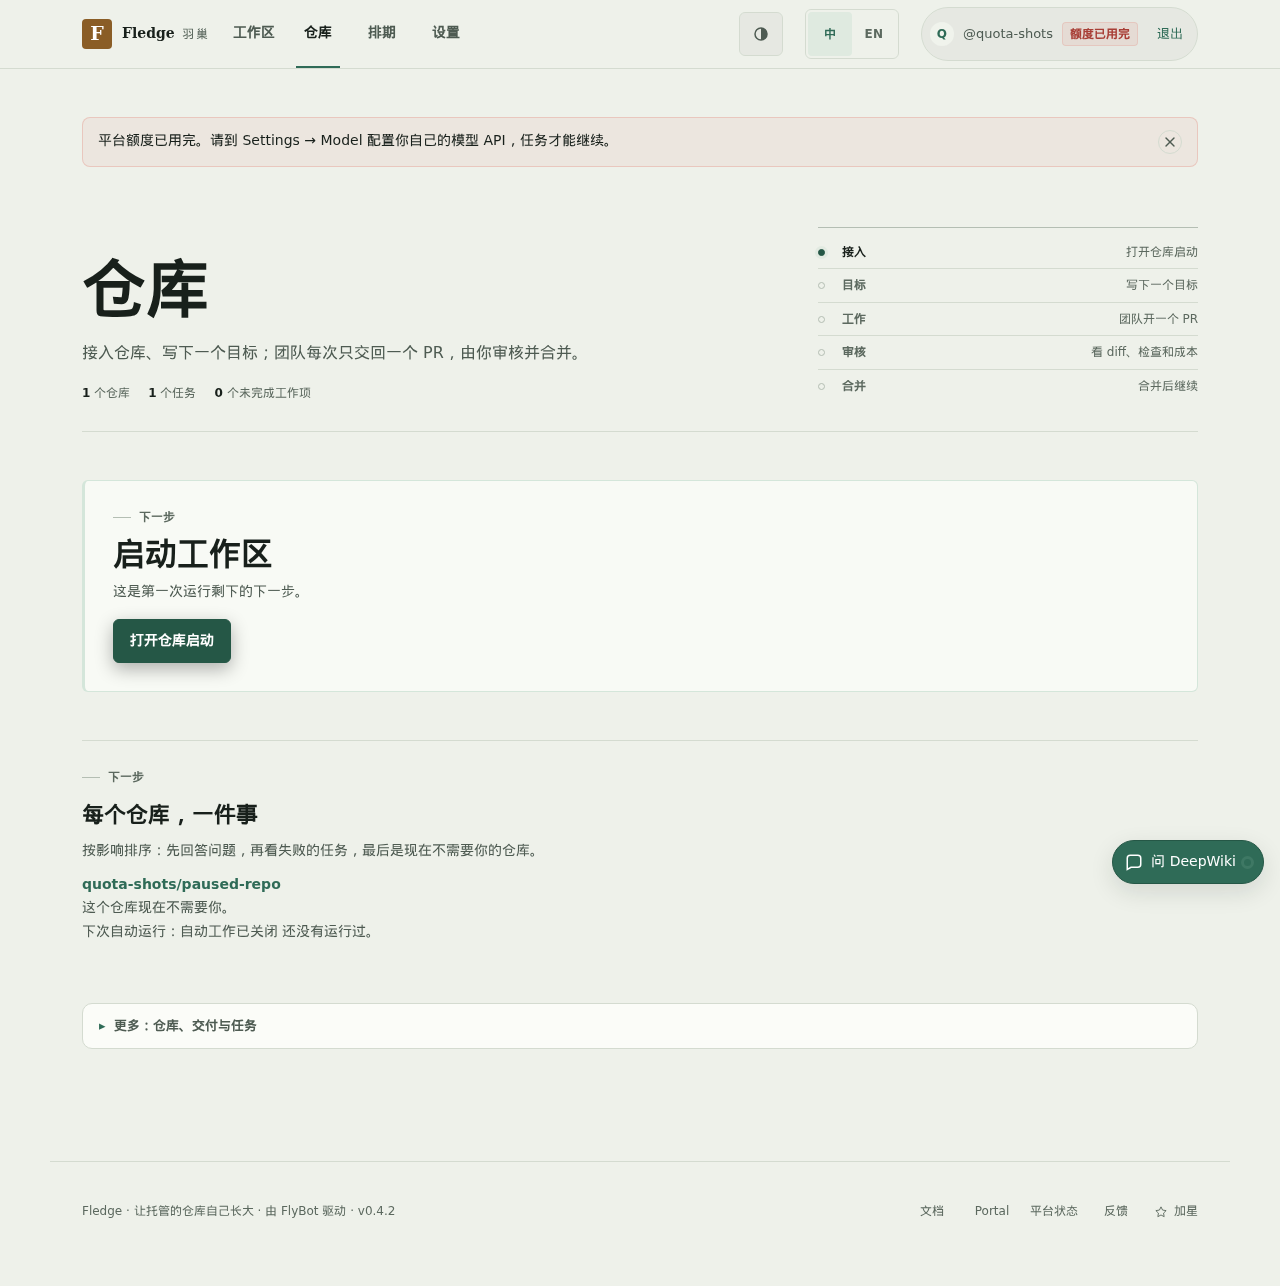 F Fledge 羽巢 工作区 仓库 排期 设置 中 EN Q @quota-shots 额度已用完 退出
平台额度已用完。请到 Settings → Model 配置你自己的模型 API，任务才能继续。
仓库
接入仓库、写下一个目标；团队每次只交回一个 PR，由你审核并合并。
1 个仓库 1 个任务 0 个未完成工作项
接入 打开仓库启动
目标 写下一个目标
工作 团队开一个 PR
审核 看 diff、检查和成本
合并 合并后继续
下一步
启动工作区
这是第一次运行剩下的下一步。
打开仓库启动
下一步
每个仓库，一件事
按影响排序：先回答问题，再看失败的任务，最后是现在不需要你的仓库。
quota-shots/paused-repo
这个仓库现在不需要你。
下次自动运行：自动工作已关闭 还没有运行过。
问 DeepWiki
▸ 更多：仓库、交付与任务
Fledge · 让托管的仓库自己长大 · 由 FlyBot 驱动 · v0.4.2 文档 Portal 平台状态 反馈 加星